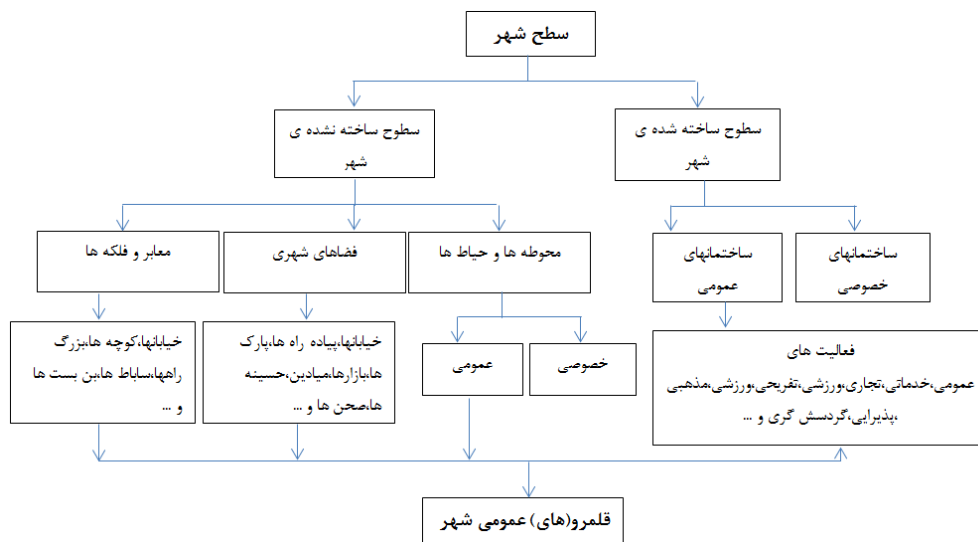 سطح شهر
سطوح ساخته شده ی
شهر
سطوح ساخته نشده ی
شهر
ساختمانهای
خصوصی
ساختمانهای
عمومی
محوطه ها و حیاط ها
فضاهای شهری
معابر و فلکه ها
فعالیت های
عمومی،خدماتی،تجاری،ورزشی،تفریحی،ورزشی،مذهبی
،پذیرایی،گردسش گری و ...
خصوصی
عمومی
خیابانها،پیاده راه ها،پارک
ها،بازارها،میادین،حسینه
ها،صحن ها و ...
خیابانها،کوچه ها،بزرگ
راهها،ساباط ها،بن بست ها
و ...
قلمرو(های) عمومی شهر